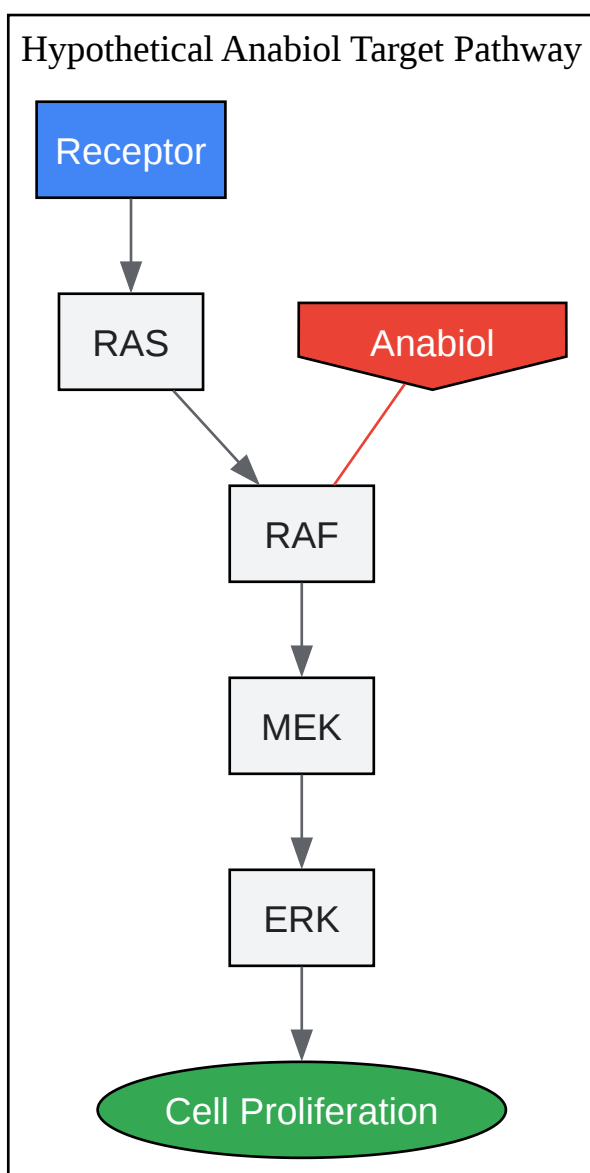 Hypothetical Anabiol Target Pathway
Receptor
RAS
Anabiol
RAF
MEK
ERK
Cell Proliferation